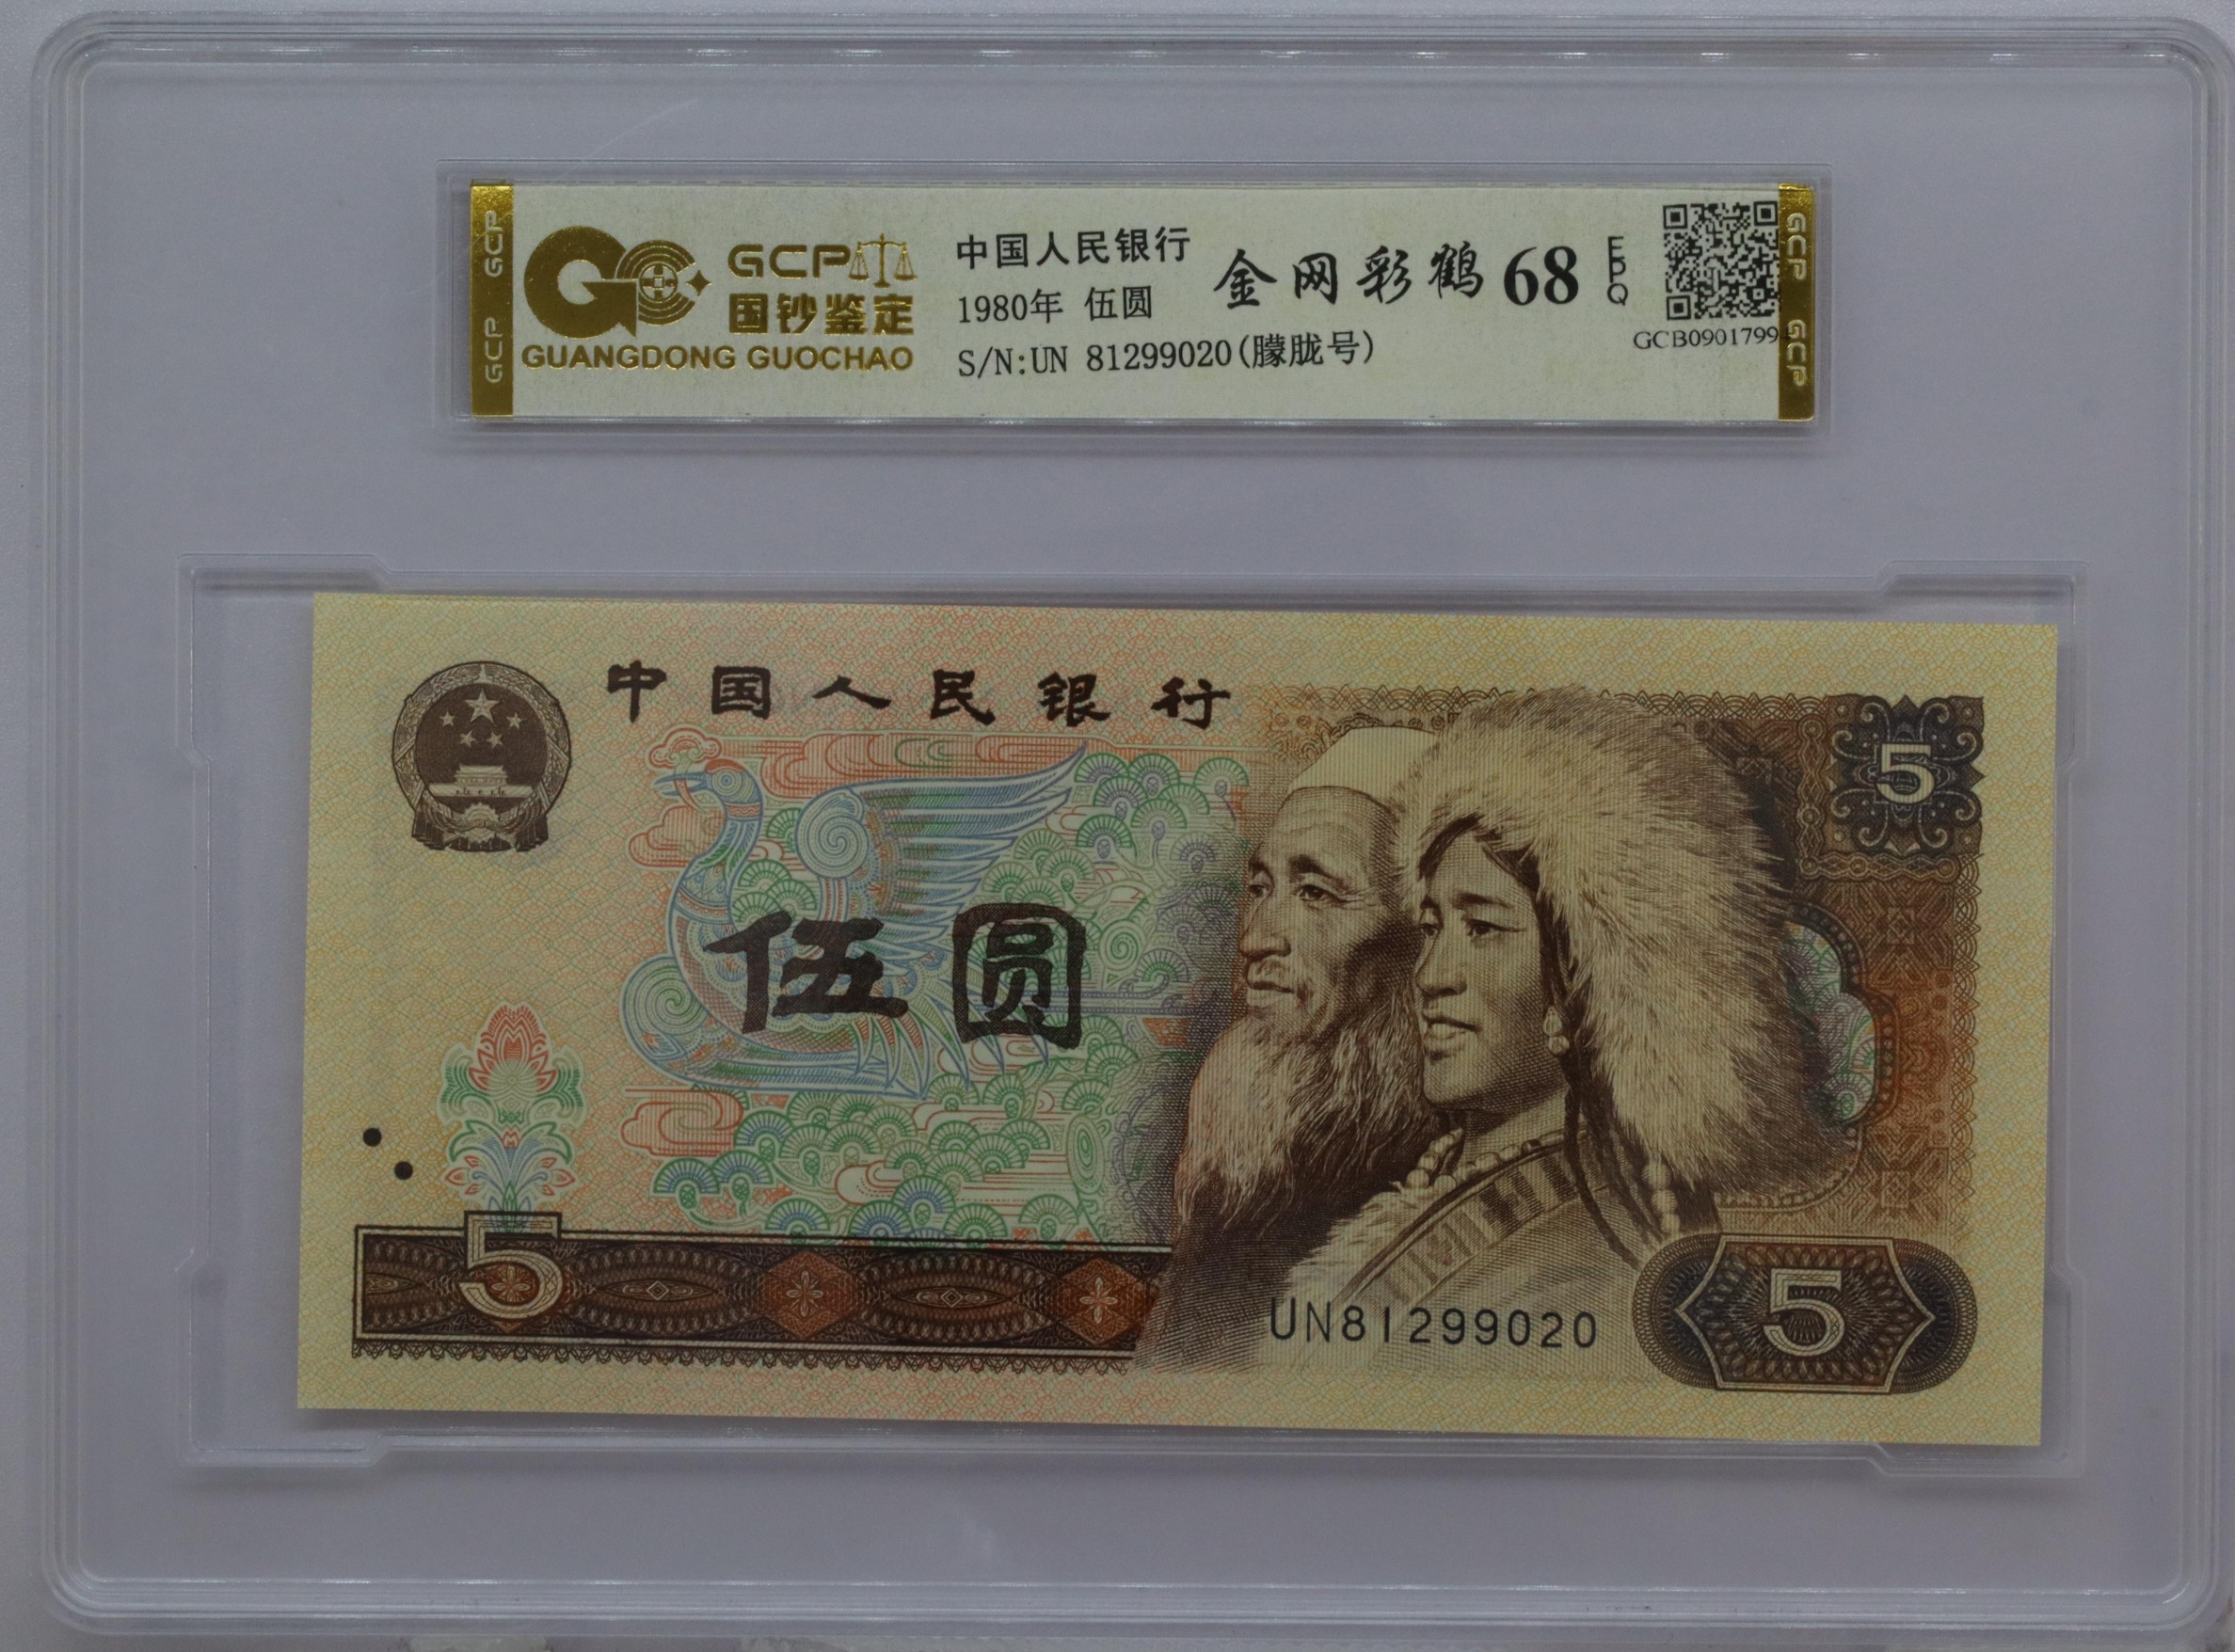 GCP GCP
GCP
国钞鉴定
GUANGDONG GUOCHAO
中国人民银行
1980年 伍圆
S/N:UN 81299020(朦胧号)
金网彩鹤 68 EPQ
GCB09017994
GCP GCP
中国人民银行
5
伍圆
5
UN81299020
5